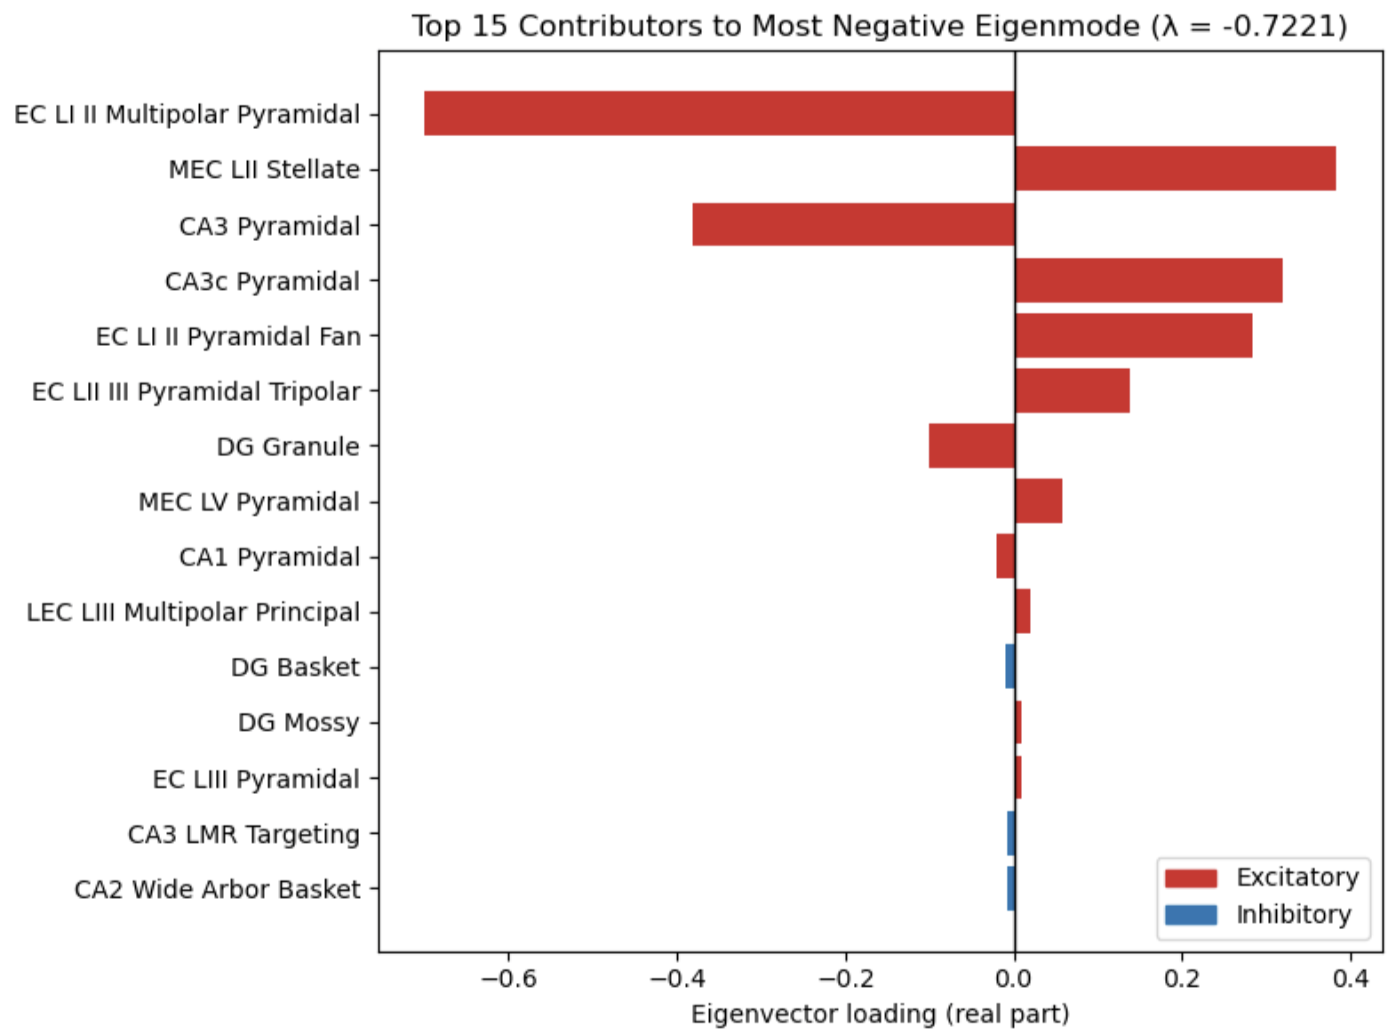 Top 15 Contributors to Most Negative Eigenmode (λ = -0.7221)
EC LI II Multipolar Pyramidal
MEC LII Stellate
CA3 Pyramidal
CA3c Pyramidal
EC LI II Pyramidal Fan
EC LII III Pyramidal Tripolar
DG Granule
MEC LV Pyramidal
CA1 Pyramidal
LEC LIII Multipolar Principal
DG Basket
DG Mossy
EC LIII Pyramidal
CA3 LMR Targeting
CA2 Wide Arbor Basket
Excitatory
Inhibitory
−0.6 −0.4 −0.2 0.0 0.2 0.4
Eigenvector loading (real part)